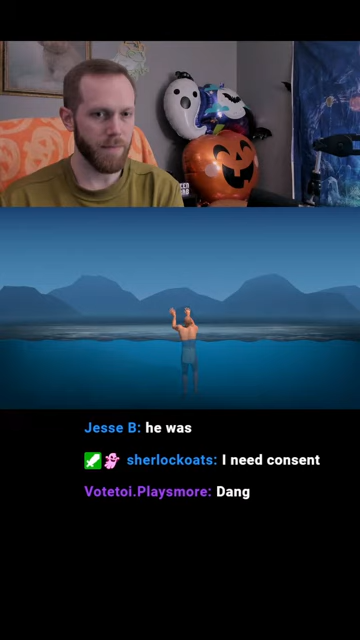 Jesse B: he was
sherlockoats: I need consent
Votetoi.Playsmore: Dang